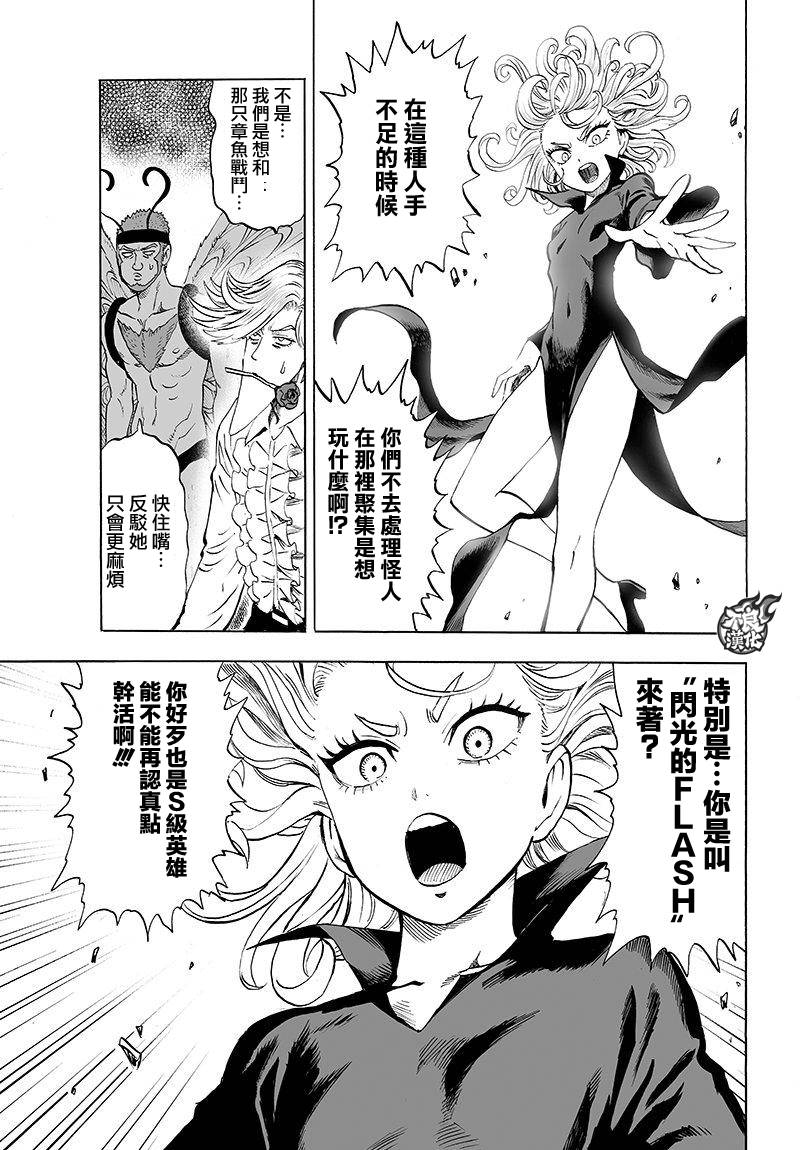 在這種人手
不足的時候
你們不去處理怪人
在那裡聚集是想
玩什麼啊!?
不是…
我們是想和…
那只章魚戰鬥…
快住嘴…
反駁她
只會更麻煩
特別是…你是叫
"閃光的FLASH"
來著？
你好歹也是S級英雄
能不能再認真點
幹活啊!!!
不良
漢化